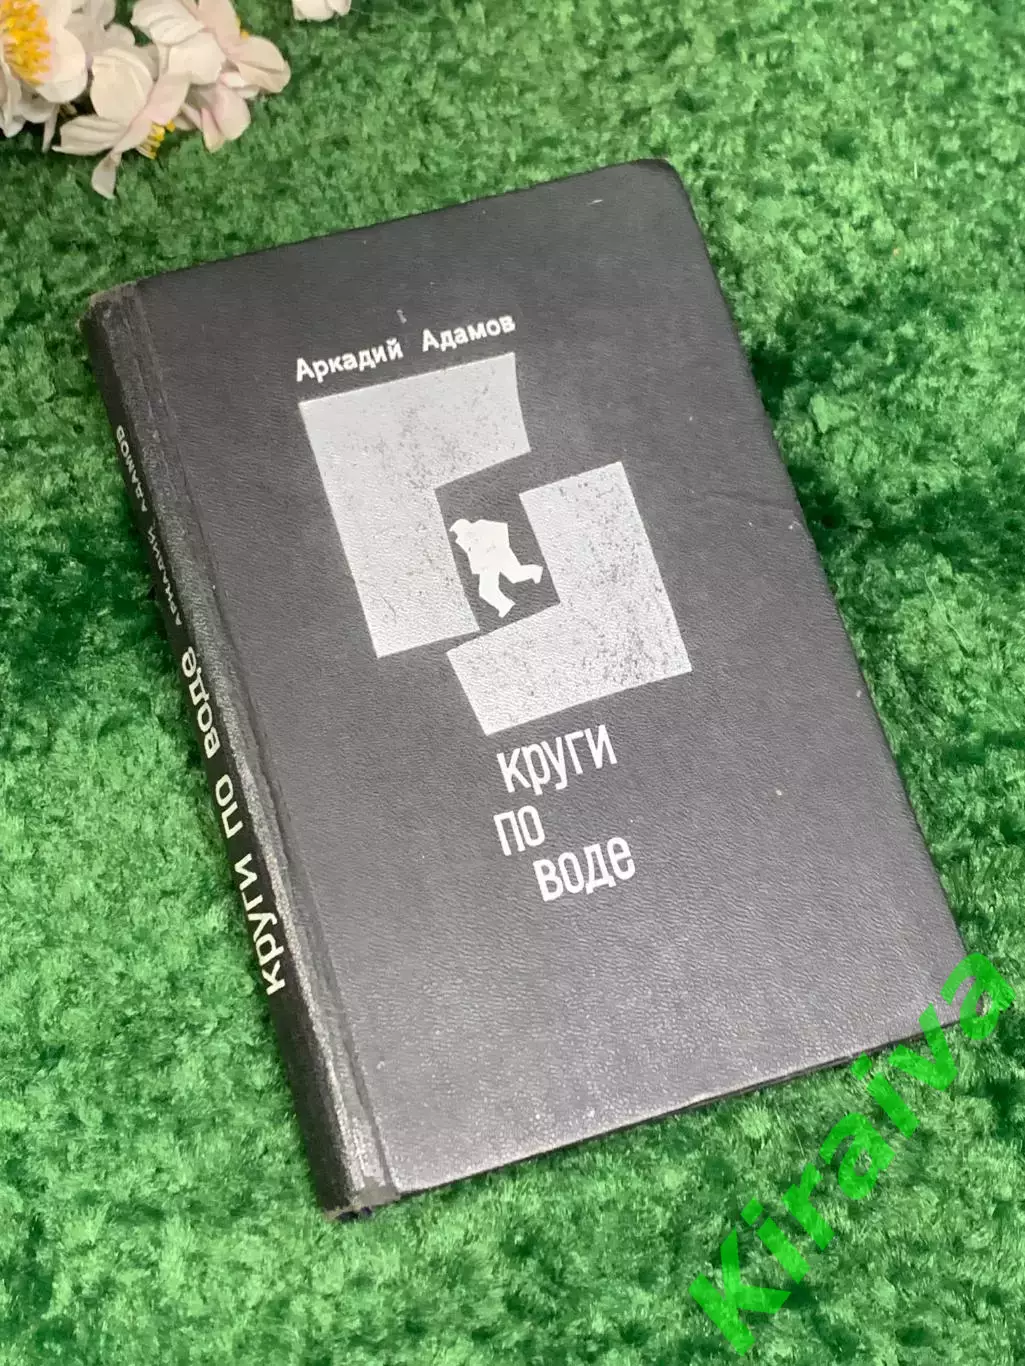 Аркадий Адамов
круги
по
воде
Аркадий Адамов
круги по воде
Kiraiva